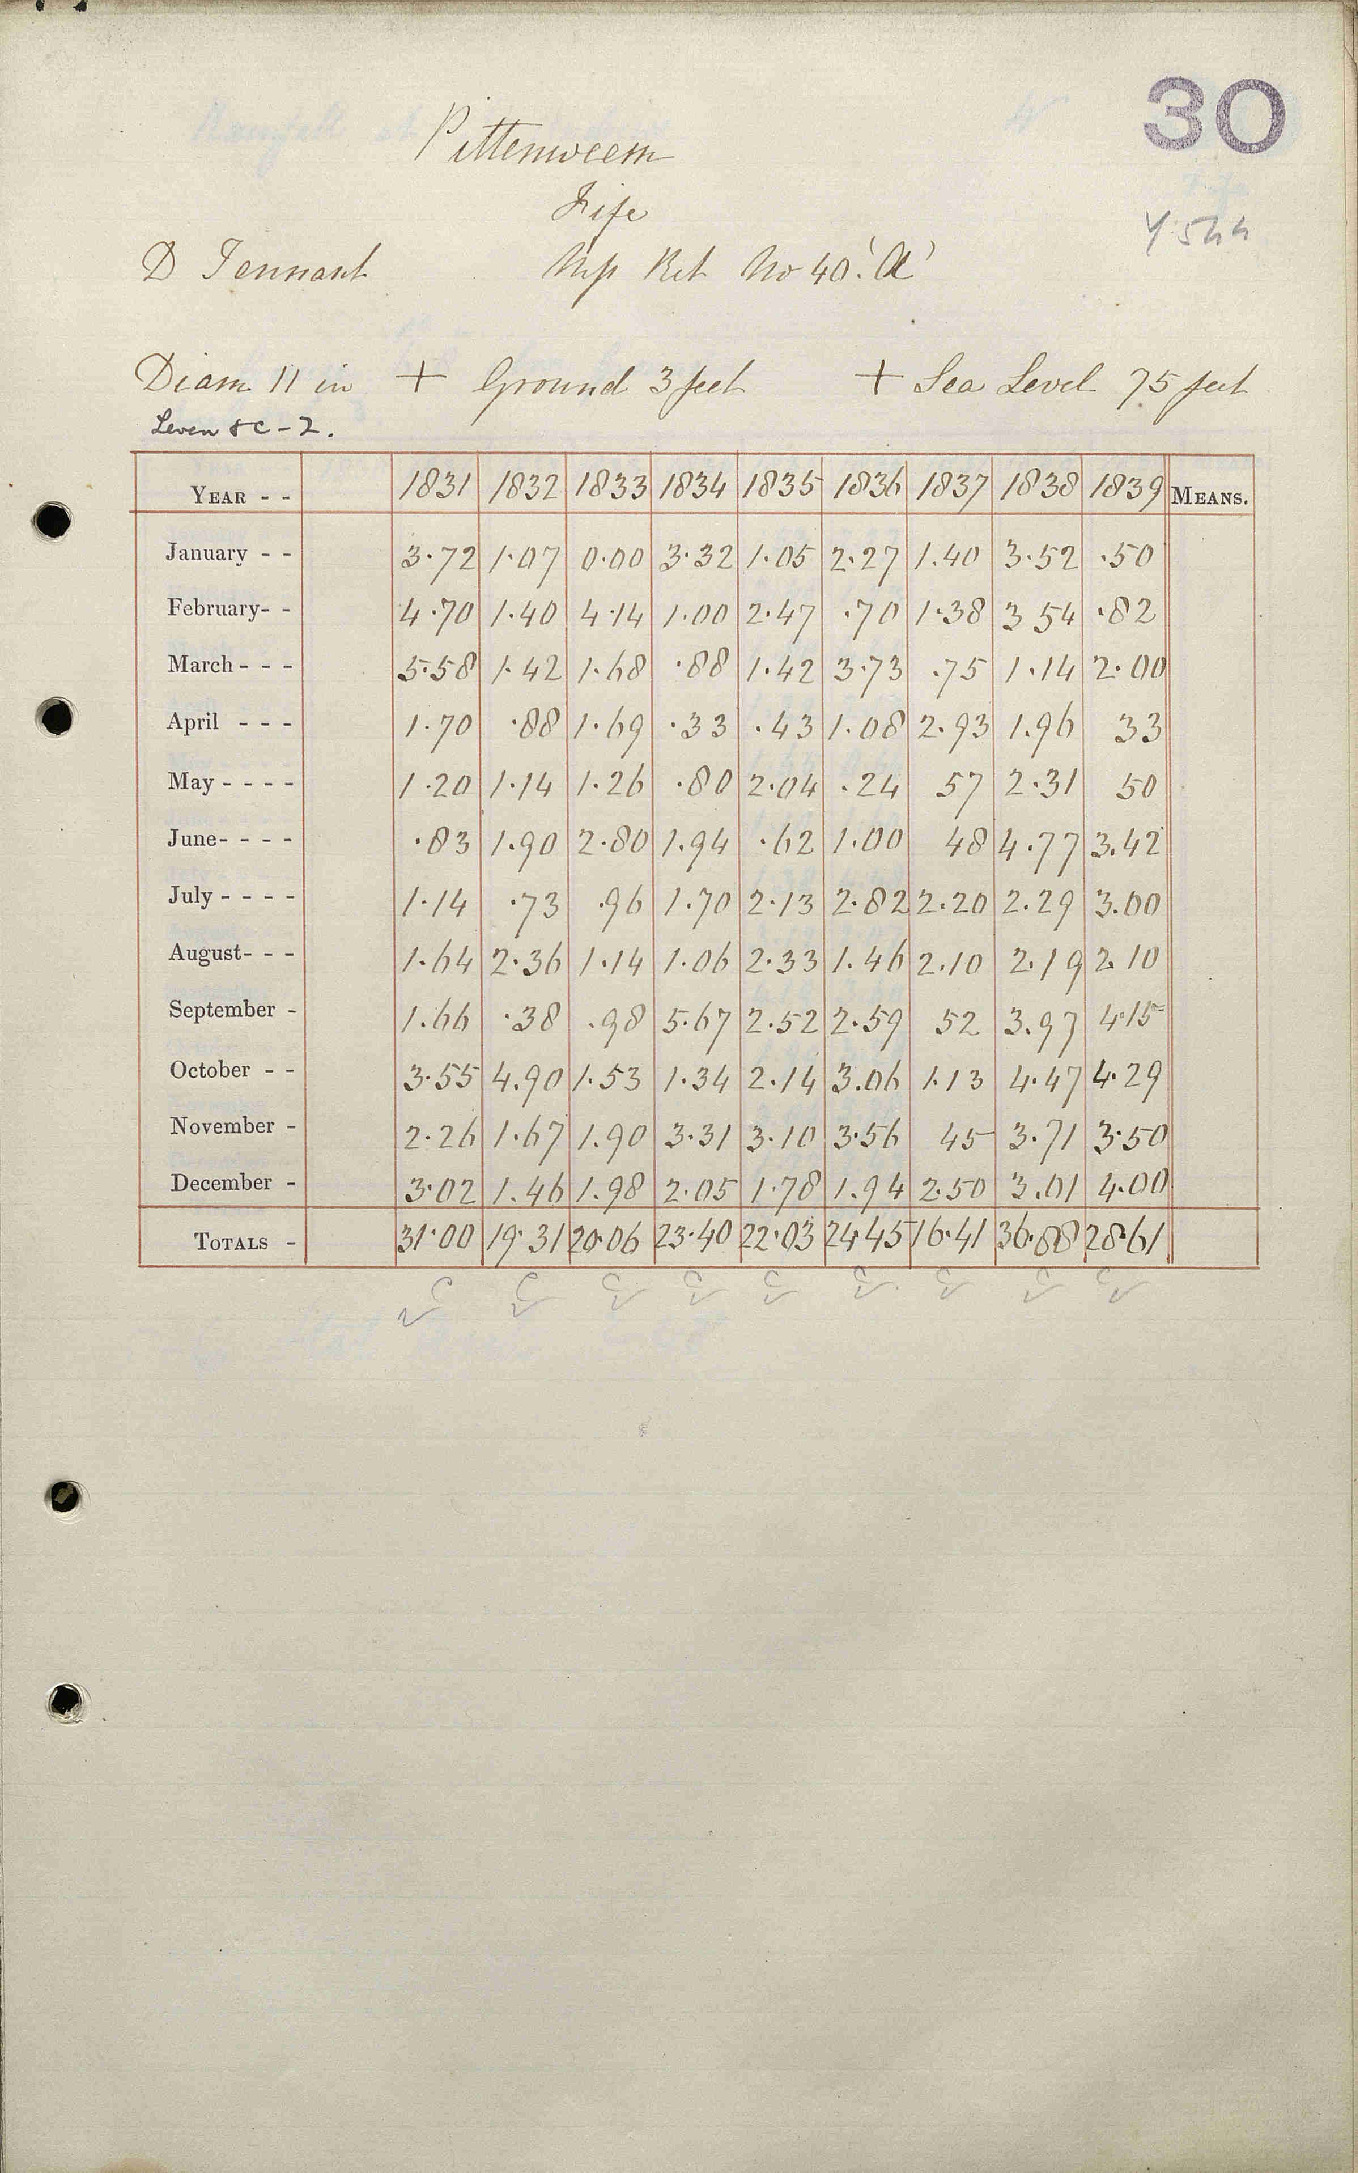 30
Pittenweem
Fife
D Tennant Ret No 40 'A'
Diam 11 in + Ground 3 feet + Sea Level 75 feet
Leven & C - 2.
YEAR - - 1831 1832 1833 1834 1835 1836 1837 1838 1839 MEANS.
January - - 3.72 1.07 0.00 3.32 1.05 2.27 1.40 3.52 .50
February- - 4.70 1.40 4.14 1.00 2.47 .70 1.38 3 54 .82
March - - - 5.58 1.42 1.68 .88 1.42 3.73 .75 1.14 2.00
April - - - 1.70 .88 1.69 .33 .43 1.08 2.93 1.96 33
May - - - - 1.20 1.14 1.26 .80 2.04 .24 57 2.31 50
June- - - - .83 1.90 2.80 1.94 .62 1.00 48 4.77 3.42
July - - - - 1.14 .73 .96 1.70 2.13 2.82 2.20 2.29 3.00
August- - - 1.64 2.36 1.14 1.06 2.33 1.46 2.10 2.19 2.10
September - 1.66 .38 .98 5.67 2.52 2.59 52 3.97 4.15
October - - 3.55 4.90 1.53 1.34 2.14 3.06 1.13 4.47 4.29
November - 2.26 1.67 1.90 3.31 3.10 3.56 45 3.71 3.50
December - 3.02 1.46 1.98 2.05 1.78 1.94 2.50 3.01 4.00
TOTALS - 31.00 19.31 20.06 23.40 22.03 24.45 16.41 36.88 28.61